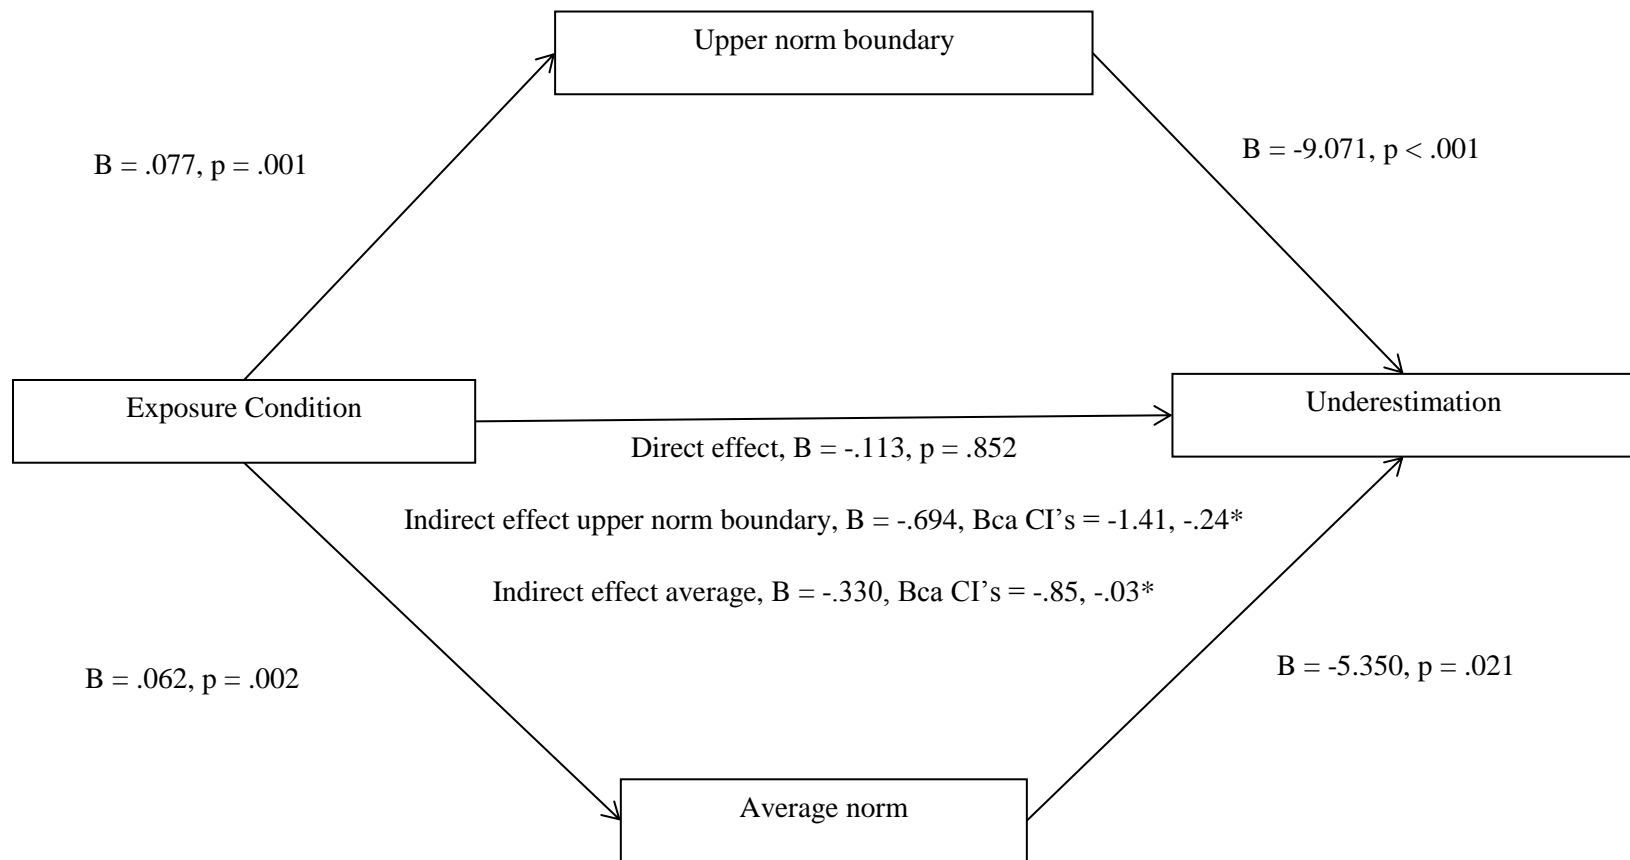 Upper norm boundary
B = .077, p = .001
B = -9.071, p < .001
Exposure Condition
Underestimation
Direct effect, B = -.113, p = .852
Indirect effect upper norm boundary, B = -.694, Bca CI’s = -1.41, -.24*
Indirect effect average, B = -.330, Bca CI’s = -.85, -.03*
B = .062, p = .002
B = -5.350, p = .021
Average norm